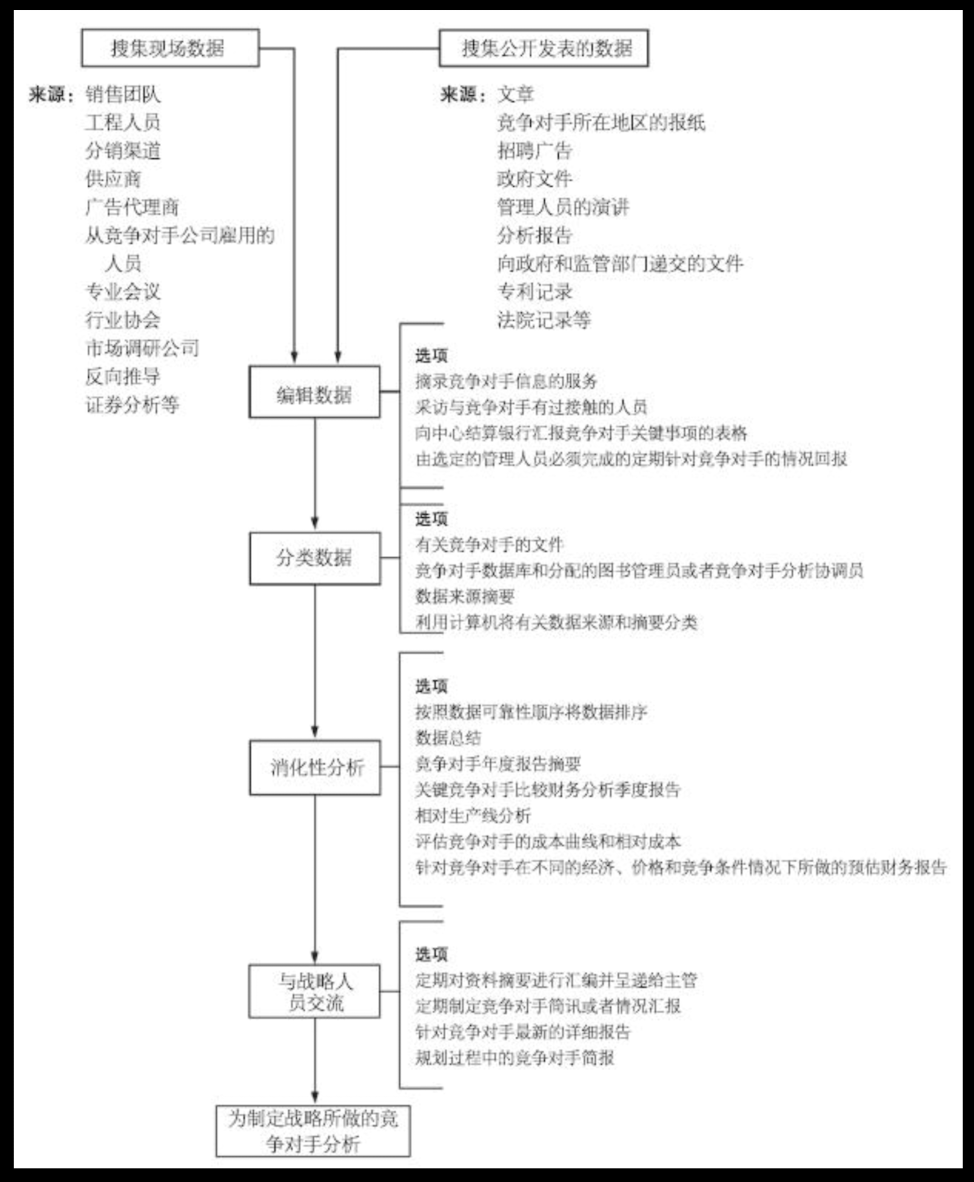 搜集现场数据
来源：销售团队
工程人员
分销渠道
供应商
广告代理商
从竞争对手公司雇用的
人员
专业会议
行业协会
市场调研公司
反向推导
证券分析等
搜集公开发表的数据
来源：文章
竞争对手所在地区的报纸
招聘广告
政府文件
管理人员的演讲
分析报告
向政府和监管部门递交的文件
专利记录
法院记录等
编辑数据
选项
摘录竞争对手信息的服务
采访与竞争对手有过接触的人员
向中心结算银行汇报竞争对手关键事项的表格
由选定的管理人员必须完成的定期针对竞争对手的情况回报
分类数据
选项
有关竞争对手的文件
竞争对手数据库和分配的图书管理员或者竞争对手分析协调员
数据来源摘要
利用计算机将有关数据来源和摘要分类
消化性分析
选项
按照数据可靠性顺序将数据排序
数据总结
竞争对手年度报告摘要
关键竞争对手比较财务分析季度报告
相对生产线分析
评估竞争对手的成本曲线和相对成本
针对竞争对手在不同的经济、价格和竞争条件情况下所做的预估财务报告
与战略人
员交流
选项
定期对资料摘要进行汇编并呈递给主管
定期制定竞争对手简讯或者情况汇报
针对竞争对手最新的详细报告
规划过程中的竞争对手简报
为制定战略所做的竞
争对手分析